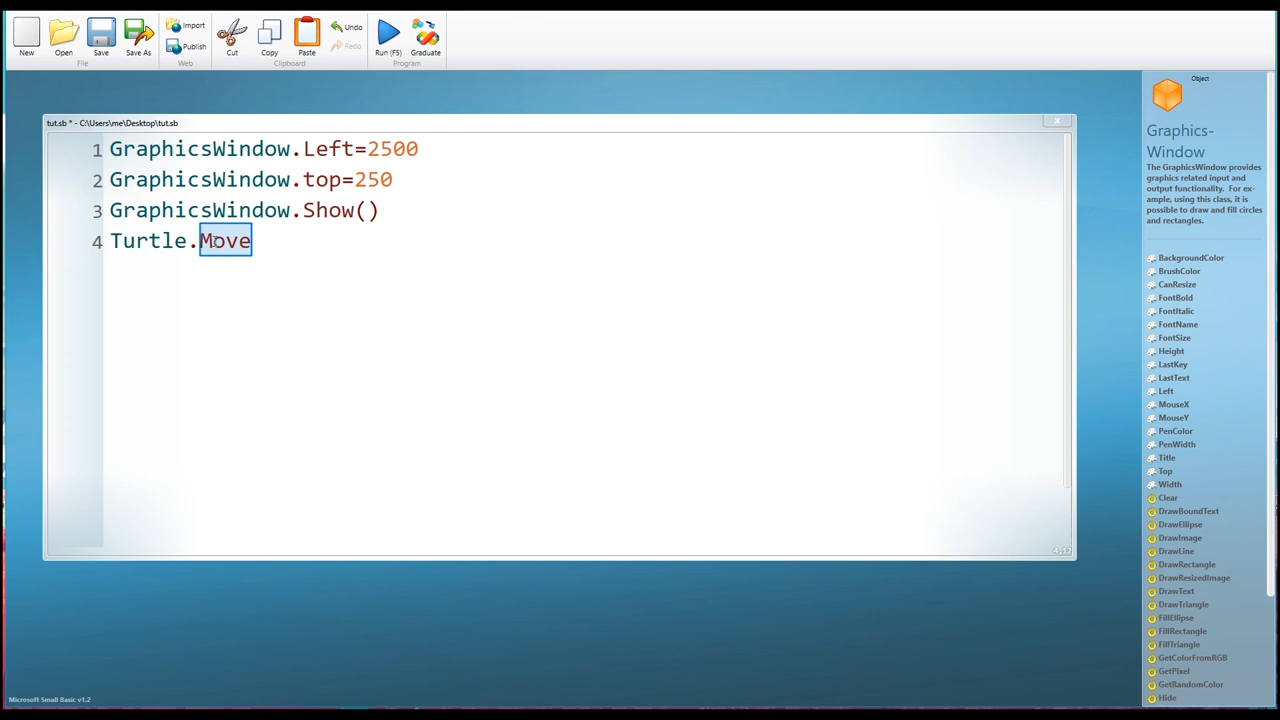 New
Open
Save
Save As
Import
Publish
Cut
Copy
Paste
Undo
Redo
Run (F5)
Graduate
File
Web
Clipboard
Program
tut.sb * - C:\Users\me\Desktop\tut.sb
x
1 GraphicsWindow.Left=2500
2 GraphicsWindow.top=250
3 GraphicsWindow.Show()
4 Turtle.Move
4,12
Object
Graphics-
Window
The GraphicsWindow provides
graphics related input and
output functionality. For ex-
ample, using this class, it is
possible to draw and fill circles
and rectangles.
BackgroundColor
BrushColor
CanResize
FontBold
FontItalic
FontName
FontSize
Height
LastKey
LastText
Left
MouseX
MouseY
PenColor
PenWidth
Title
Top
Width
Clear
DrawBoundText
DrawEllipse
DrawImage
DrawLine
DrawRectangle
DrawResizedImage
DrawText
DrawTriangle
FillEllipse
FillRectangle
FillTriangle
GetColorFromRGB
GetPixel
GetRandomColor
Hide
Microsoft Small Basic v1.2